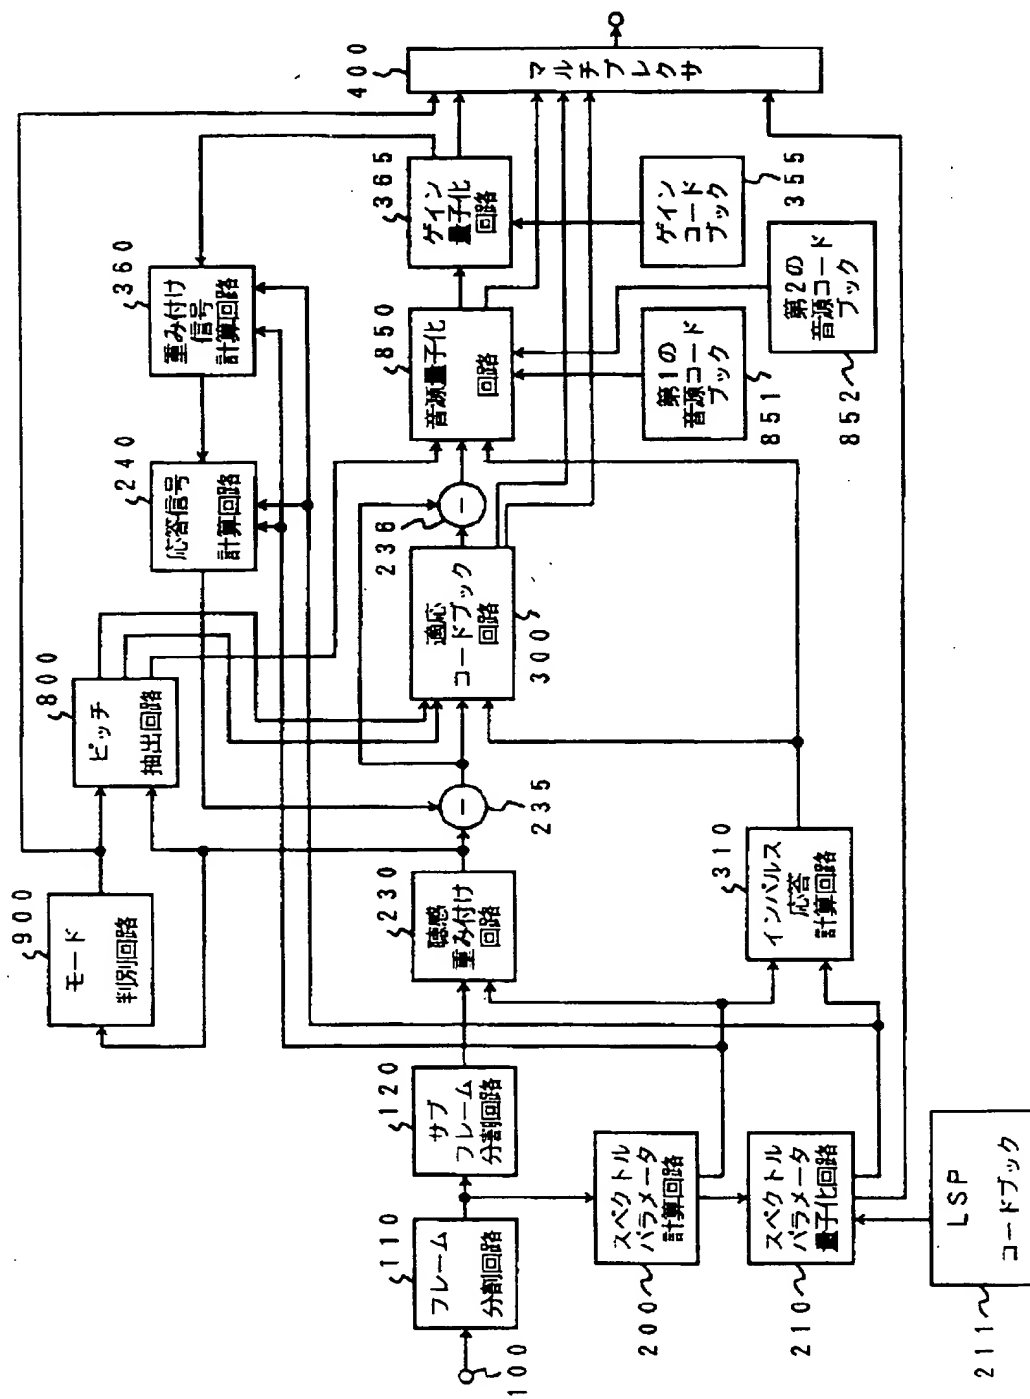 400
マルチプレクサ
360
重み付け
信号
計算回路
365
ゲイン
量子化
回路
355
ゲイン
コード
ブック
240
応答信号
計算回路
850
音源量子化
回路
851
第1の
音源コード
ブック
852
第2の
音源コード
ブック
800
ピッチ
抽出回路
236
−
適応
コードブック
回路
300
235
−
900
モード
判別回路
230
聴感
重み付け
回路
310
インパルス
応答
計算回路
120
サブ
フレーム
分割回路
110
フレーム
分割回路
100
スペクトル
パラメータ
計算回路
200
スペクトル
パラメータ
量子化回路
210
LSP
コードブック
211